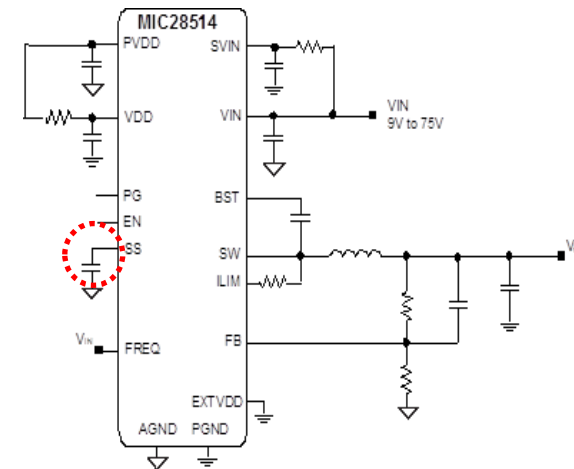 MIC28514
PVDD
SVIN
VDD
VIN
VIN
9V to 75V
PG
BST
EN
SS
SW
V
ILIM
VIN
FREQ
FB
EXTVDD
AGND PGND